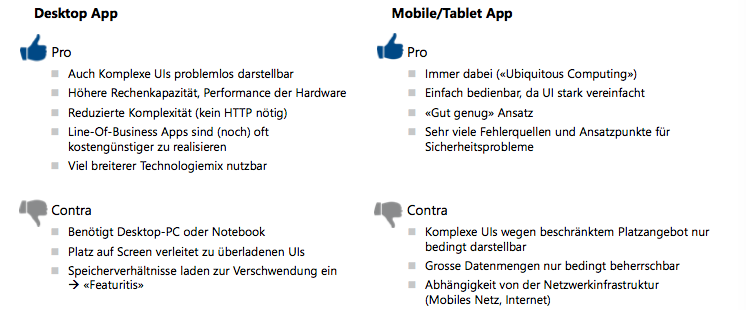 Desktop App
Pro
Auch Komplexe UIs problemlos darstellbar
Höhere Rechenkapazität, Performance der Hardware
Reduzierte Komplexität (kein HTTP nötig)
Line-Of-Business Apps sind (noch) oft
kostengünstiger zu realisieren
Viel breiterer Technologiemix nutzbar
Contra
Benötigt Desktop-PC oder Notebook
Platz auf Screen verleitet zu überladenen UIs
Speicherverhältnisse laden zur Verschwendung ein
→ «Featuritis»
Mobile/Tablet App
Pro
Immer dabei («Ubiquitous Computing»)
Einfach bedienbar, da UI stark vereinfacht
«Gut genug» Ansatz
Sehr viele Fehlerquellen und Ansatzpunkte für
Sicherheitsprobleme
Contra
Komplexe UIs wegen beschränktem Platzangebot nur
bedingt darstellbar
Grosse Datenmengen nur bedingt beherrschbar
Abhängigkeit von der Netzwerkinfrastruktur
(Mobiles Netz, Internet)